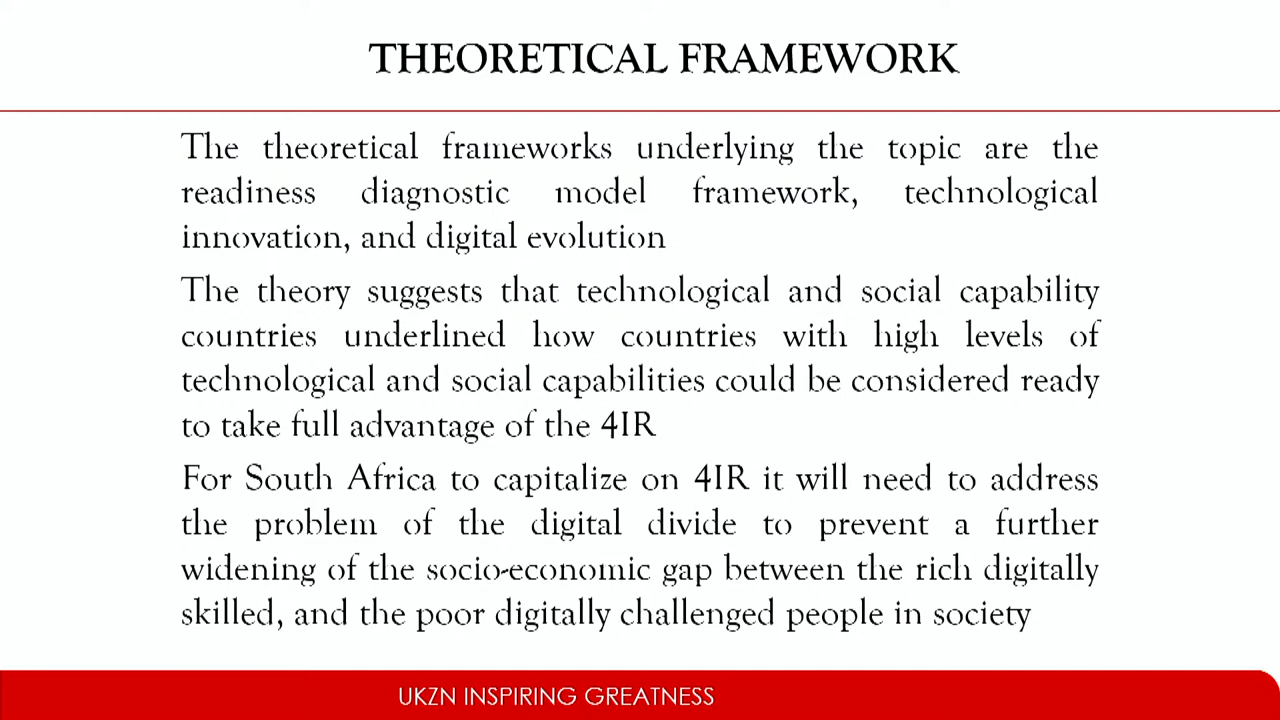 THEORETICAL FRAMEWORK
The theoretical frameworks underlying the topic are the
readiness diagnostic model framework, technological
innovation, and digital evolution
The theory suggests that technological and social capability
countries underlined how countries with high levels of
technological and social capabilities could be considered ready
to take full advantage of the 4IR
For South Africa to capitalize on 4IR it will need to address
the problem of the digital divide to prevent a further
widening of the socio-economic gap between the rich digitally
skilled, and the poor digitally challenged people in society
UKZN INSPIRING GREATNESS